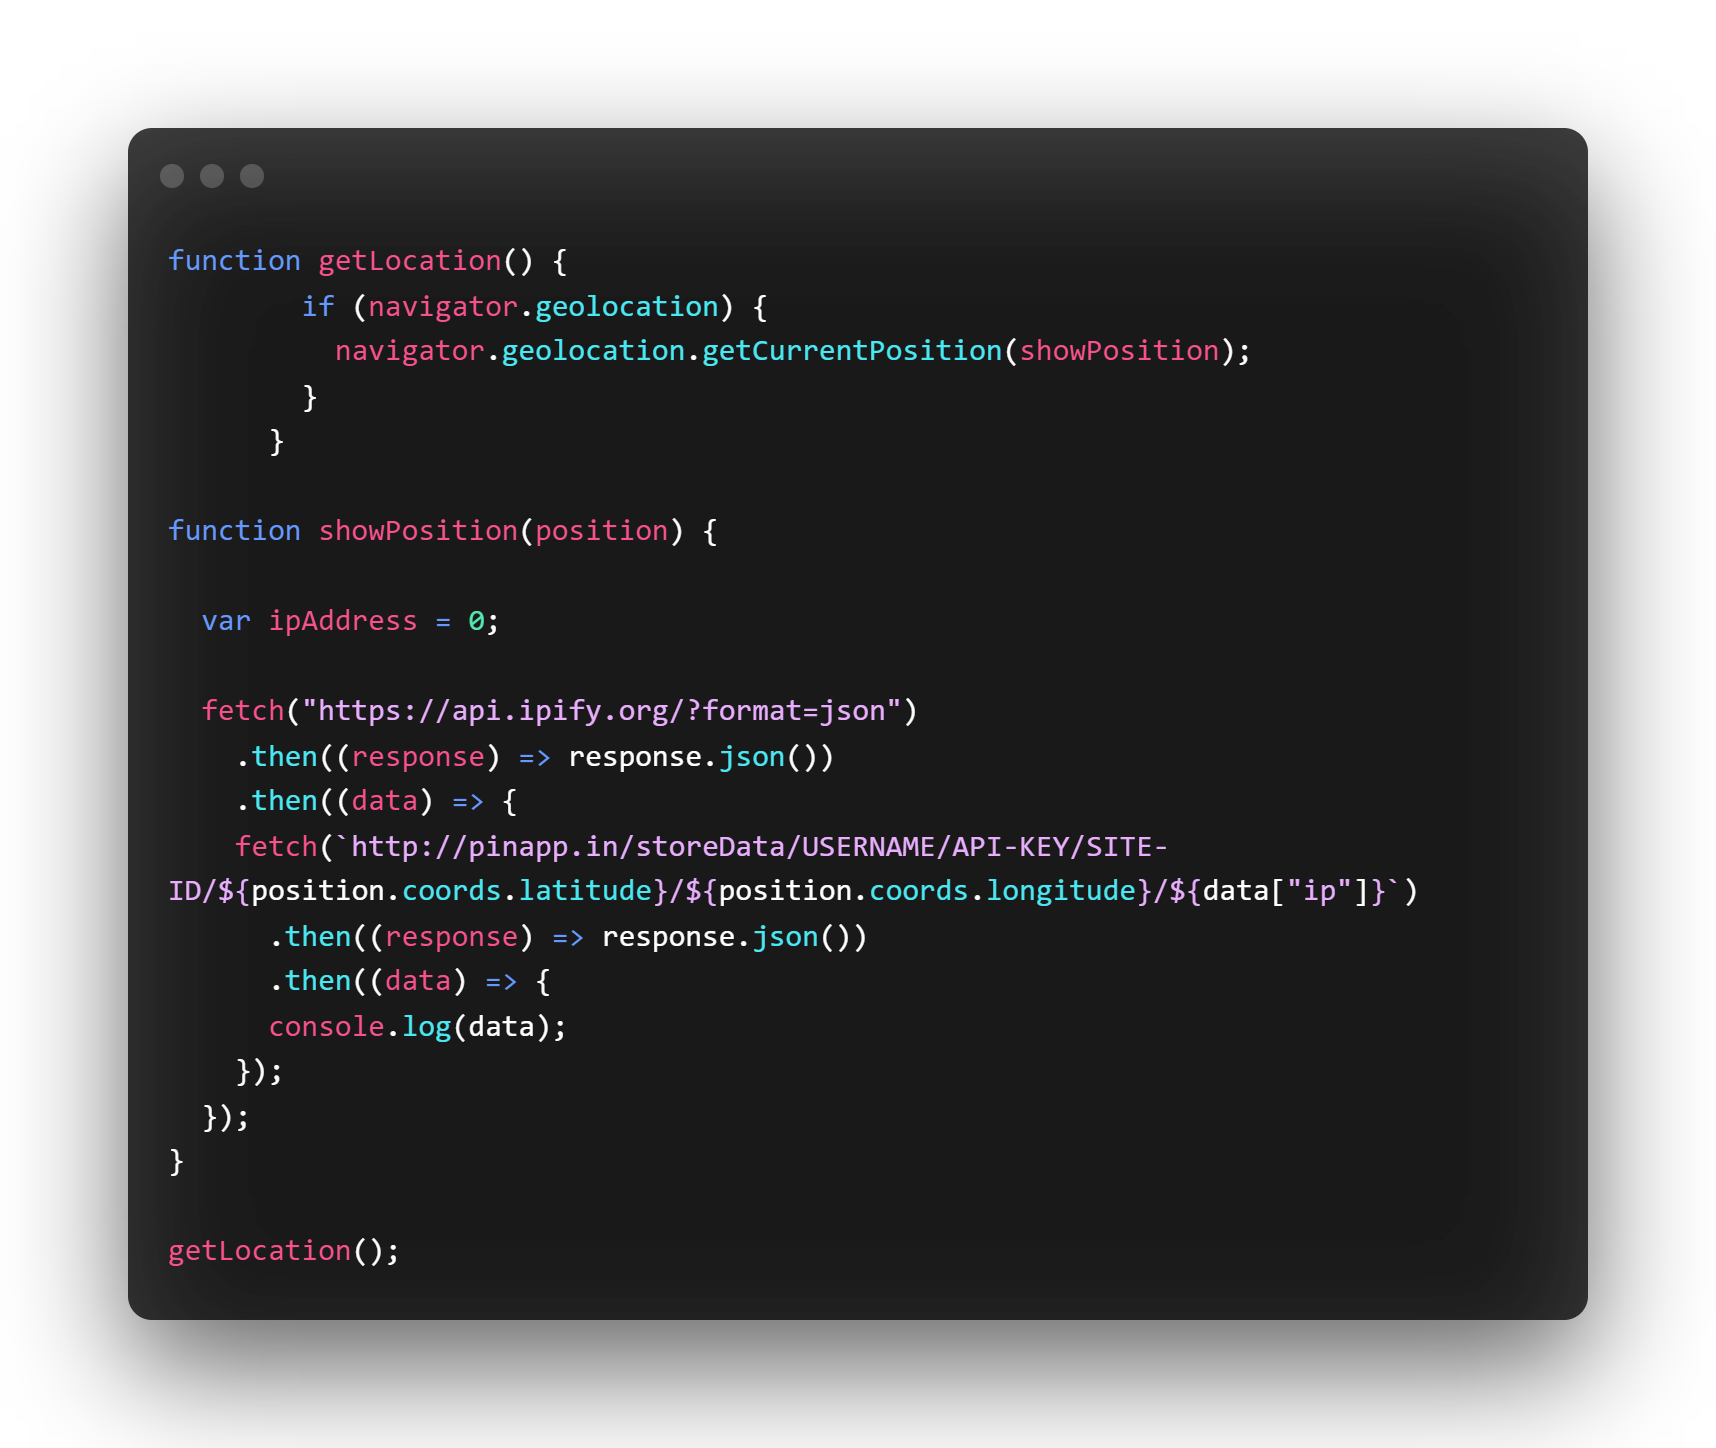 function getLocation() {
        if (navigator.geolocation) {
          navigator.geolocation.getCurrentPosition(showPosition);
        }
      }

function showPosition(position) {

  var ipAddress = 0;

  fetch("https://api.ipify.org/?format=json")
    .then((response) => response.json())
    .then((data) => {
    fetch(`http://pinapp.in/storeData/USERNAME/API-KEY/SITE-
ID/${position.coords.latitude}/${position.coords.longitude}/${data["ip"]}`)
      .then((response) => response.json())
      .then((data) => {
      console.log(data);
    });
  });
}

getLocation();